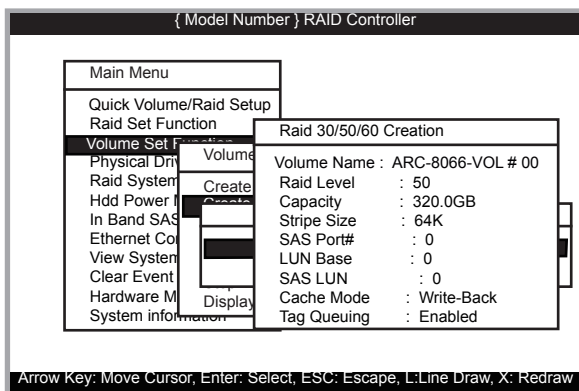 { Model Number } RAID Controller
Main Menu
Quick Volume/Raid Setup
Raid Set Function
Volume Set Function
Physical Driv
Raid System
Hdd Power
In Band SAS
Ethernet Co
View System
Clear Event
Hardware M
System information
Volume
Create
Create
Display
Raid 30/50/60 Creation
Volume Name : ARC-8066-VOL # 00
Raid Level : 50
Capacity : 320.0GB
Stripe Size : 64K
SAS Port# : 0
LUN Base : 0
SAS LUN : 0
Cache Mode : Write-Back
Tag Queuing : Enabled
Arrow Key: Move Cursor, Enter: Select, ESC: Escape, L:Line Draw, X: Redraw